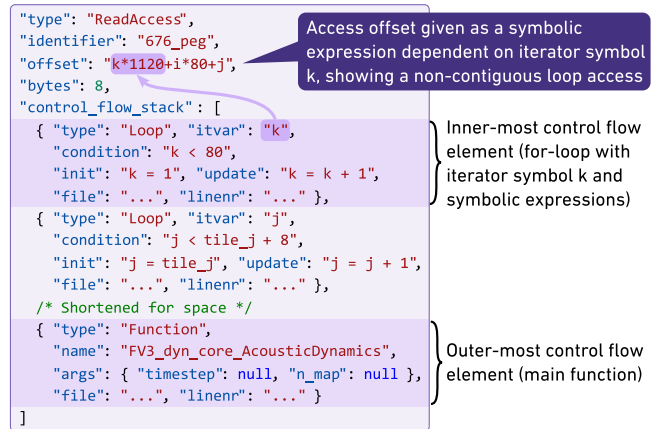 "type": "ReadAccess",
"identifier": "676_peg",
"offset": "k*1120+i*80+j",
"bytes": 8,
"control_flow_stack": [
{ "type": "Loop", "itvar": "k",
"condition": "k < 80",
"init": "k = 1", "update": "k = k + 1",
"file": "...", "linenr": "..." },
{ "type": "Loop", "itvar": "j",
"condition": "j < tile_j + 8",
"init": "j = tile_j", "update": "j = j + 1",
"file": "...", "linenr": "..." },
/* Shortened for space */
{ "type": "Function",
"name": "FV3_dyn_core_AcousticDynamics",
"args": { "timestep": null, "n_map": null },
"file": "...", "linenr": "..." }
]
Access offset given as a symbolic
expression dependent on iterator symbol
k, showing a non-contiguous loop access
Inner-most control flow
element (for-loop with
iterator symbol k and
symbolic expressions)
Outer-most control flow
element (main function)